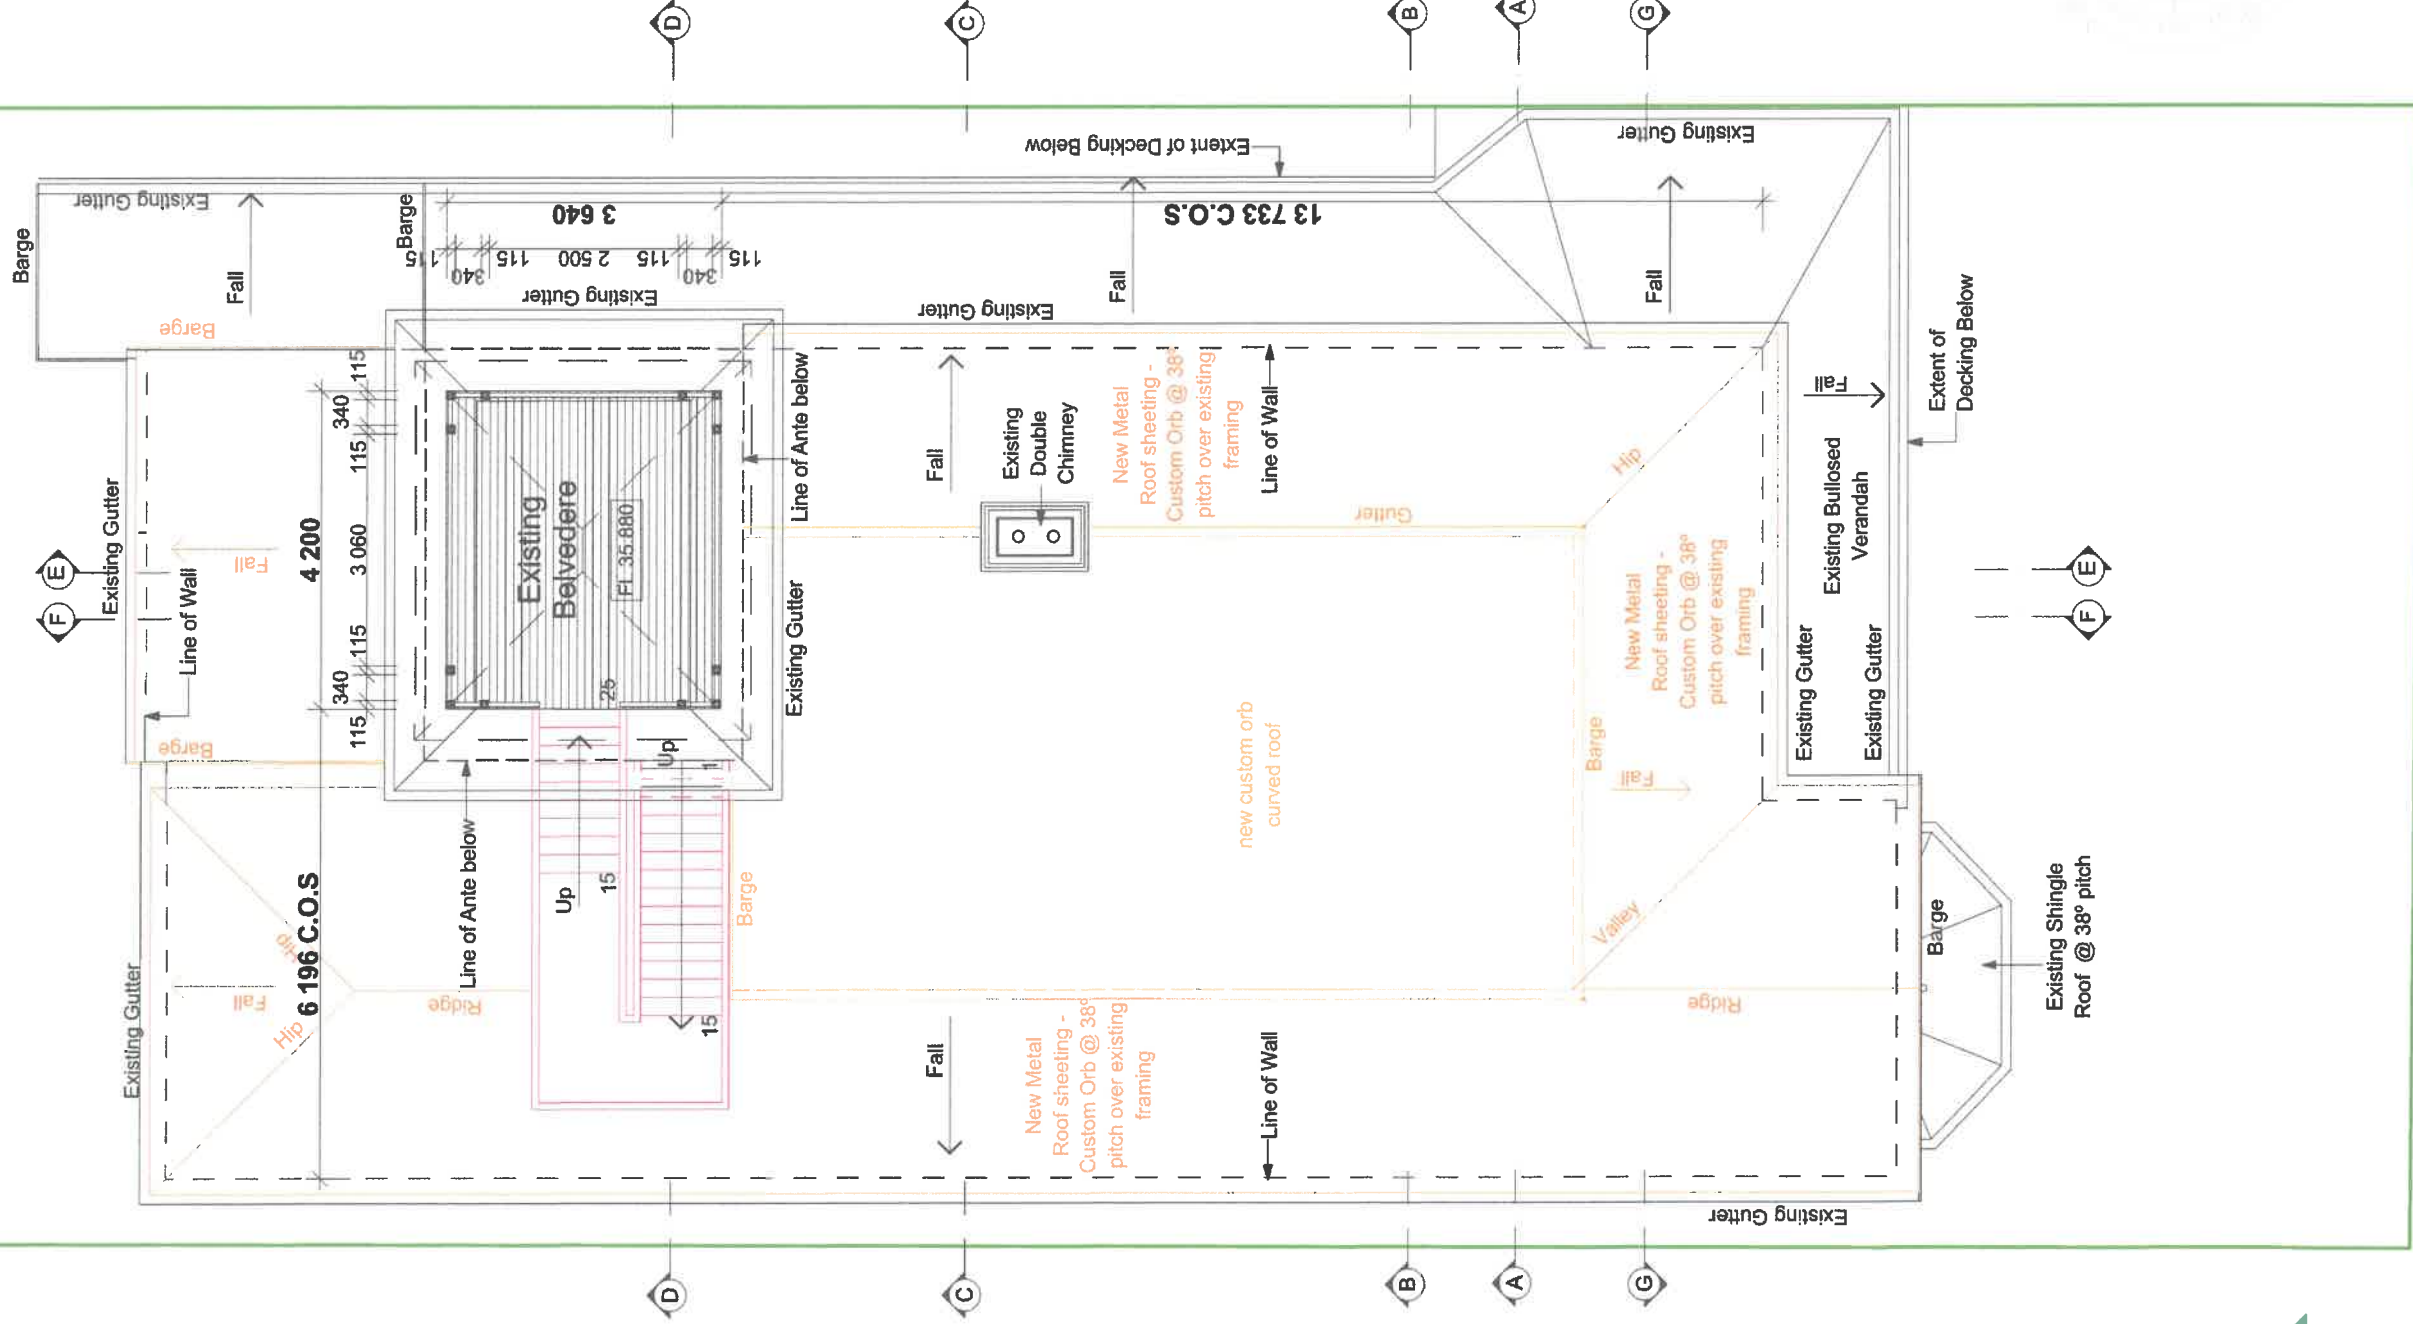 D
C
B
A
G
Barge
Existing Gutter
Fall
Barge
Barge
115
340
115
2 500
115
340
115
3 640
13 733 C.O.S
Extent of Decking Below
Existing Gutter
Existing Gutter
Existing Gutter
E
F
Existing Gutter
Line of Wall
Fall
4 200
115
340
115
3 060
115
340
115
Existing
Belvedere
FL 35.880
25
Line of Ante below
Existing Gutter
Fall
Existing
Double
Chimney
New Metal
Roof sheeting -
Custom Orb @ 38º
pitch over existing
framing
Line of Wall
Gutter
Fall
Fall
Hip
Fall
Existing Bullosed
Verandah
Extent of
Decking Below
Existing Gutter
Existing Gutter
New Metal
Roof sheeting -
Custom Orb @ 38º
pitch over existing
framing
E
F
Barge
Existing Gutter
6 196 C.O.S
Hip
Hip
Fall
Ridge
Line of Ante below
Up
15
Up
1
15
Barge
new custom orb
curved roof
Barge
Fall
Valley
Ridge
Barge
Existing Shingle
Roof @ 38º pitch
Fall
New Metal
Roof sheeting -
Custom Orb @ 38º
pitch over existing
framing
Line of Wall
Existing Gutter
D
C
B
A
G